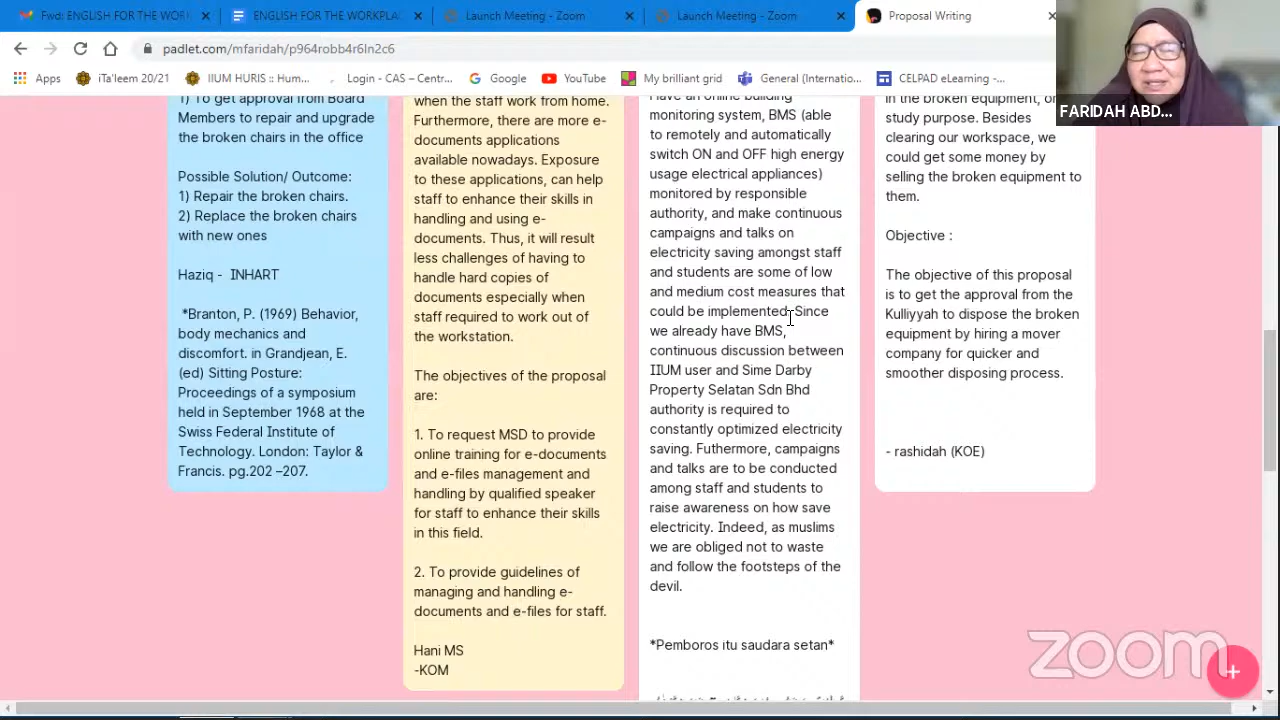 Fwd: ENGLISH FOR THE WORK
ENGLISH FOR THE WORKPLAC
Launch Meeting - Zoom
Launch Meeting - Zoom
Proposal Writing
padlet.com/mfaridah/p964robb4r6ln2c6
Apps
iTa'leem 20/21
IIUM HURIS :: Hum...
Login - CAS – Centr...
Google
YouTube
My brilliant grid
General (Internatio...
CELPAD eLearning -...
FARIDAH ABD...
1) To get approval from Board
Members to repair and upgrade
the broken chairs in the office
Possible Solution/ Outcome:
1) Repair the broken chairs.
2) Replace the broken chairs
with new ones
Haziq - INHART
*Branton, P. (1969) Behavior,
body mechanics and
discomfort. in Grandjean, E.
(ed) Sitting Posture:
Proceedings of a symposium
held in September 1968 at the
Swiss Federal Institute of
Technology. London: Taylor &
Francis. pg.202 –207.
when the staff work from home.
Furthermore, there are more e-
documents applications
available nowadays. Exposure
to these applications, can help
staff to enhance their skills in
handling and using e-
documents. Thus, it will result
less challenges of having to
handle hard copies of
documents especially when
staff required to work out of
the workstation.
The objectives of the proposal
are:
1. To request MSD to provide
online training for e-documents
and e-files management and
handling by qualified speaker
for staff to enhance their skills
in this field.
2. To provide guidelines of
managing and handling e-
documents and e-files for staff.
Hani MS
-KOM
Have an online building
monitoring system, BMS (able
to remotely and automatically
switch ON and OFF high energy
usage electrical appliances)
monitored by responsible
authority, and make continuous
campaigns and talks on
electricity saving amongst staff
and students are some of low
and medium cost measures that
could be implemented. Since
we already have BMS,
continuous discussion between
IIUM user and Sime Darby
Property Selatan Sdn Bhd
authority is required to
constantly optimized electricity
saving. Futhermore, campaigns
and talks are to be conducted
among staff and students to
raise awareness on how save
electricity. Indeed, as muslims
we are obliged not to waste
and follow the footsteps of the
devil.
*Pemboros itu saudara setan*
in the broken equipment, or
study purpose. Besides
clearing our workspace, we
could get some money by
selling the broken equipment to
them.
Objective :
The objective of this proposal
is to get the approval from the
Kulliyyah to dispose the broken
equipment by hiring a mover
company for quicker and
smoother disposing process.
- rashidah (KOE)
zoom